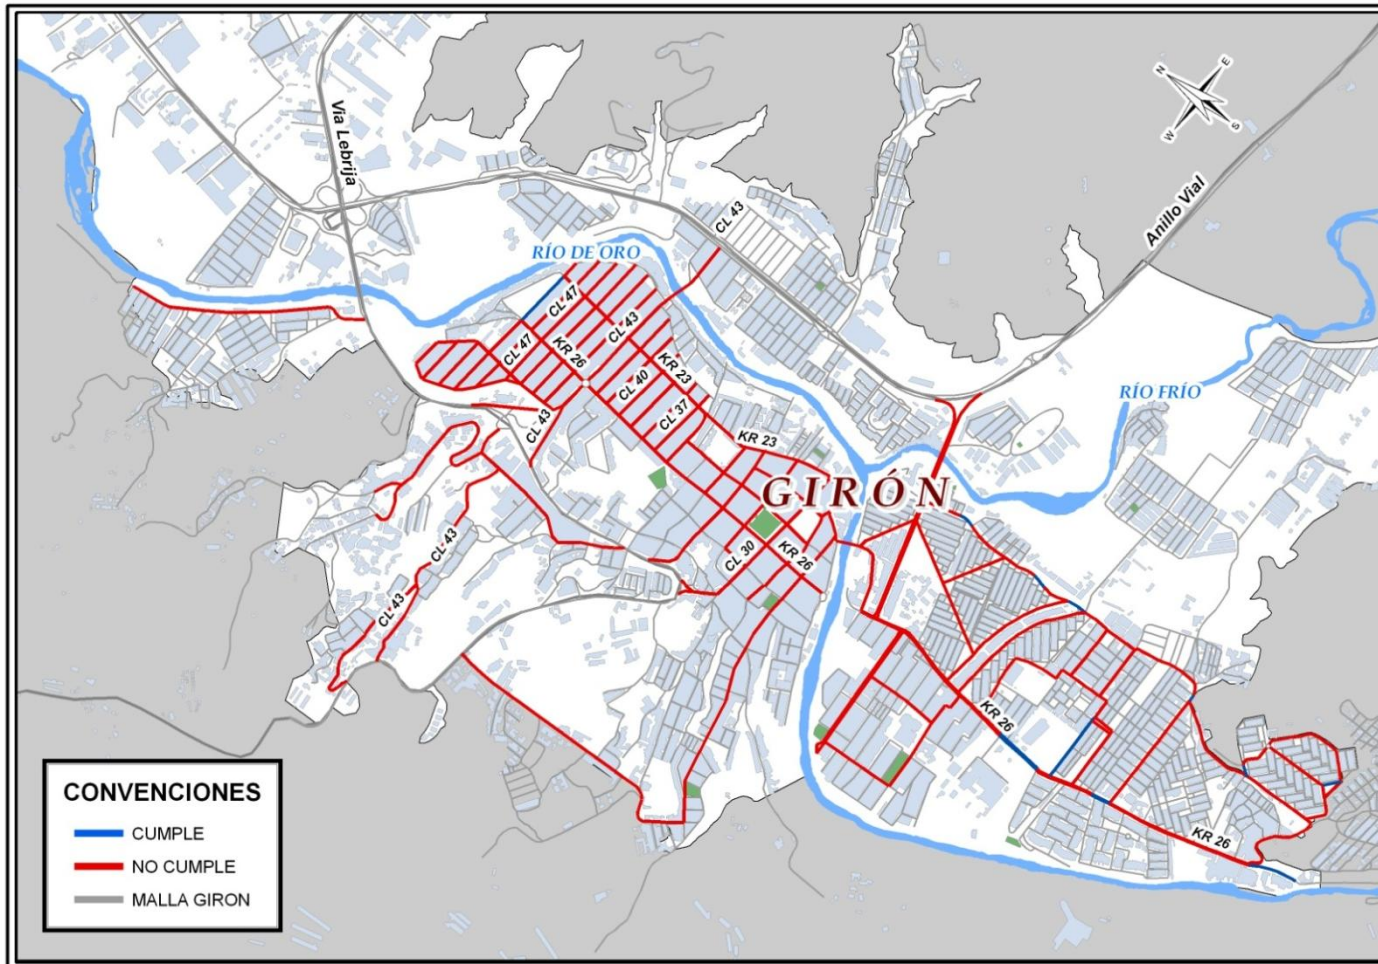 N
E
W
S
Via Lebrija
Anillo Vial
CL 43
RÍO DE ORO
CL 47
CL 43
CL 47
KR 26
KR 23
CL 40
CL 37
RÍO FRÍO
CL 43
KR 23
GIRÓN
CL 43
CL 30
KR 26
CL 43
KR 26
KR 26
CONVENCIONES
CUMPLE
NO CUMPLE
MALLA GIRON